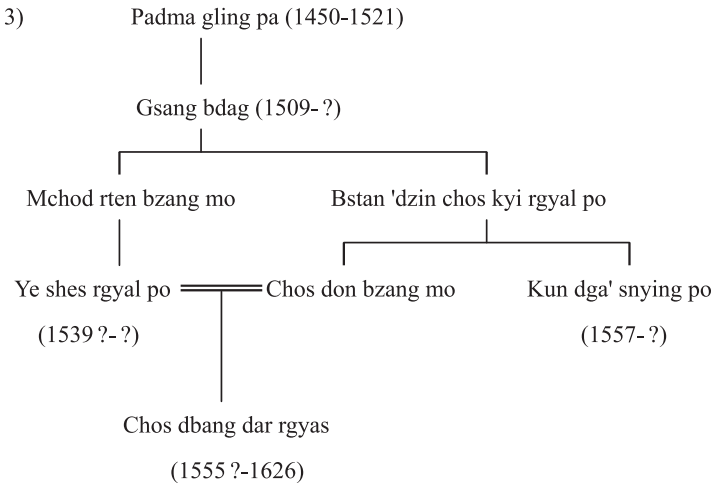 3) Padma gling pa (1450-1521)
Gsang bdag (1509- ?)
Mchod rten bzang mo Bstan 'dzin chos kyi rgyal po
Ye shes rgyal po Chos don bzang mo Kun dga' snying po
(1539 ?- ?) (1557- ?)
Chos dbang dar rgyas
(1555 ?-1626)